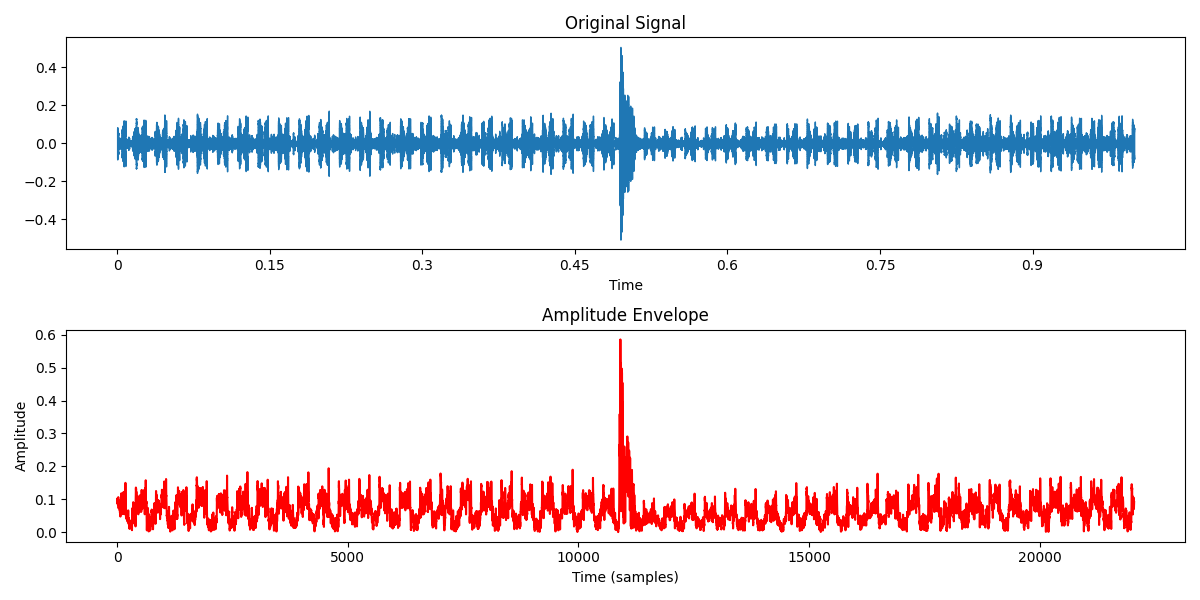 Original Signal
0.4
0.2
0.0
−0.2
−0.4
0 0.15 0.3 0.45 0.6 0.75 0.9
Time
Amplitude Envelope
0.6
0.5
0.4
0.3
0.2
0.1
0.0
Amplitude
0 5000 10000 15000 20000
Time (samples)